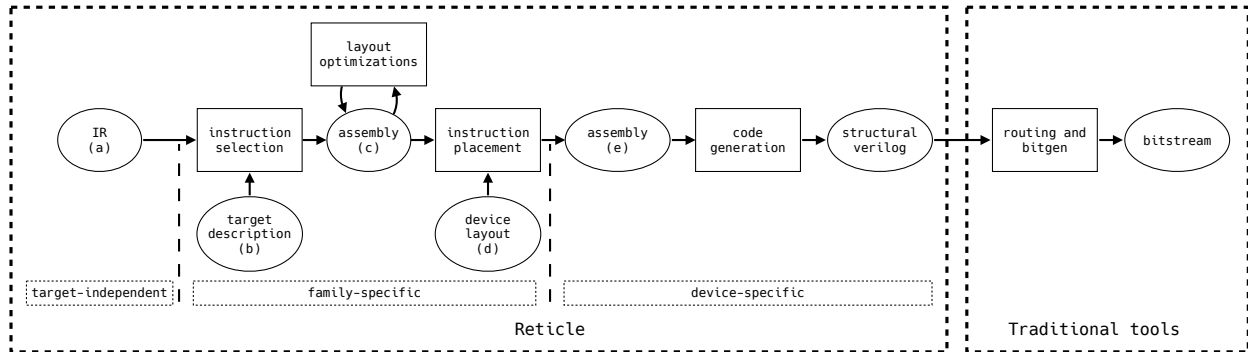 layout
optimizations
IR
(a)
instruction
selection
assembly
(c)
instruction
placement
assembly
(e)
code
generation
structural
verilog
routing and
bitgen
bitstream
target
description
(b)
device
layout
(d)
target-independent
family-specific
device-specific
Reticle
Traditional tools